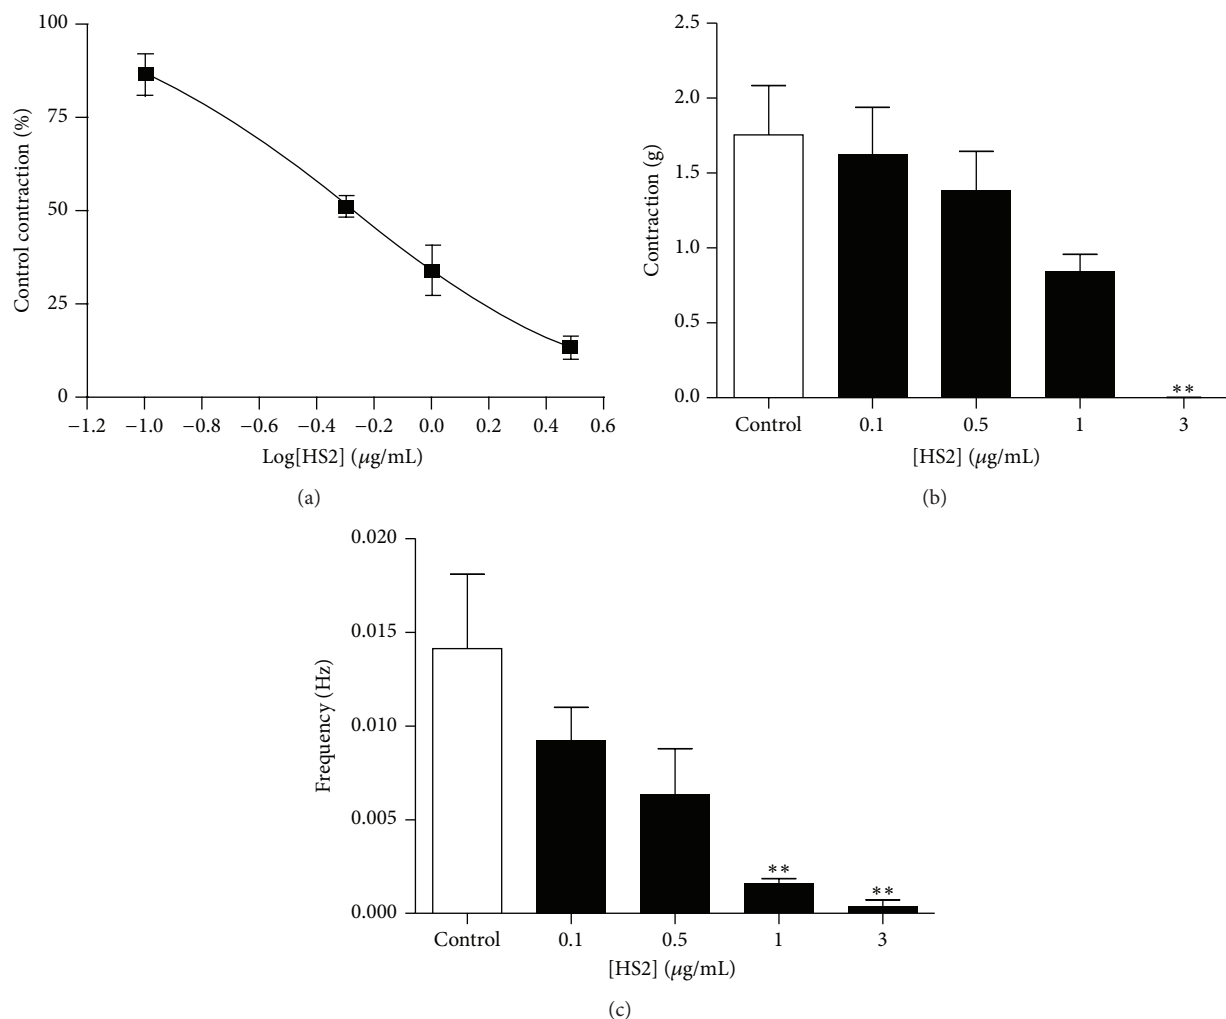 100
75
50
25
0
Control contraction (%)
−1.2 −1.0 −0.8 −0.6 −0.4 −0.2 0.0 0.2 0.4 0.6
Log[HS2] (μg/mL)
(a)
2.5
2.0
1.5
1.0
0.5
0.0
Contraction (g)
**
Control 0.1 0.5 1 3
[HS2] (μg/mL)
(b)
0.020
0.015
0.010
0.005
0.000
Frequency (Hz)
**
**
Control 0.1 0.5 1 3
[HS2] (μg/mL)
(c)